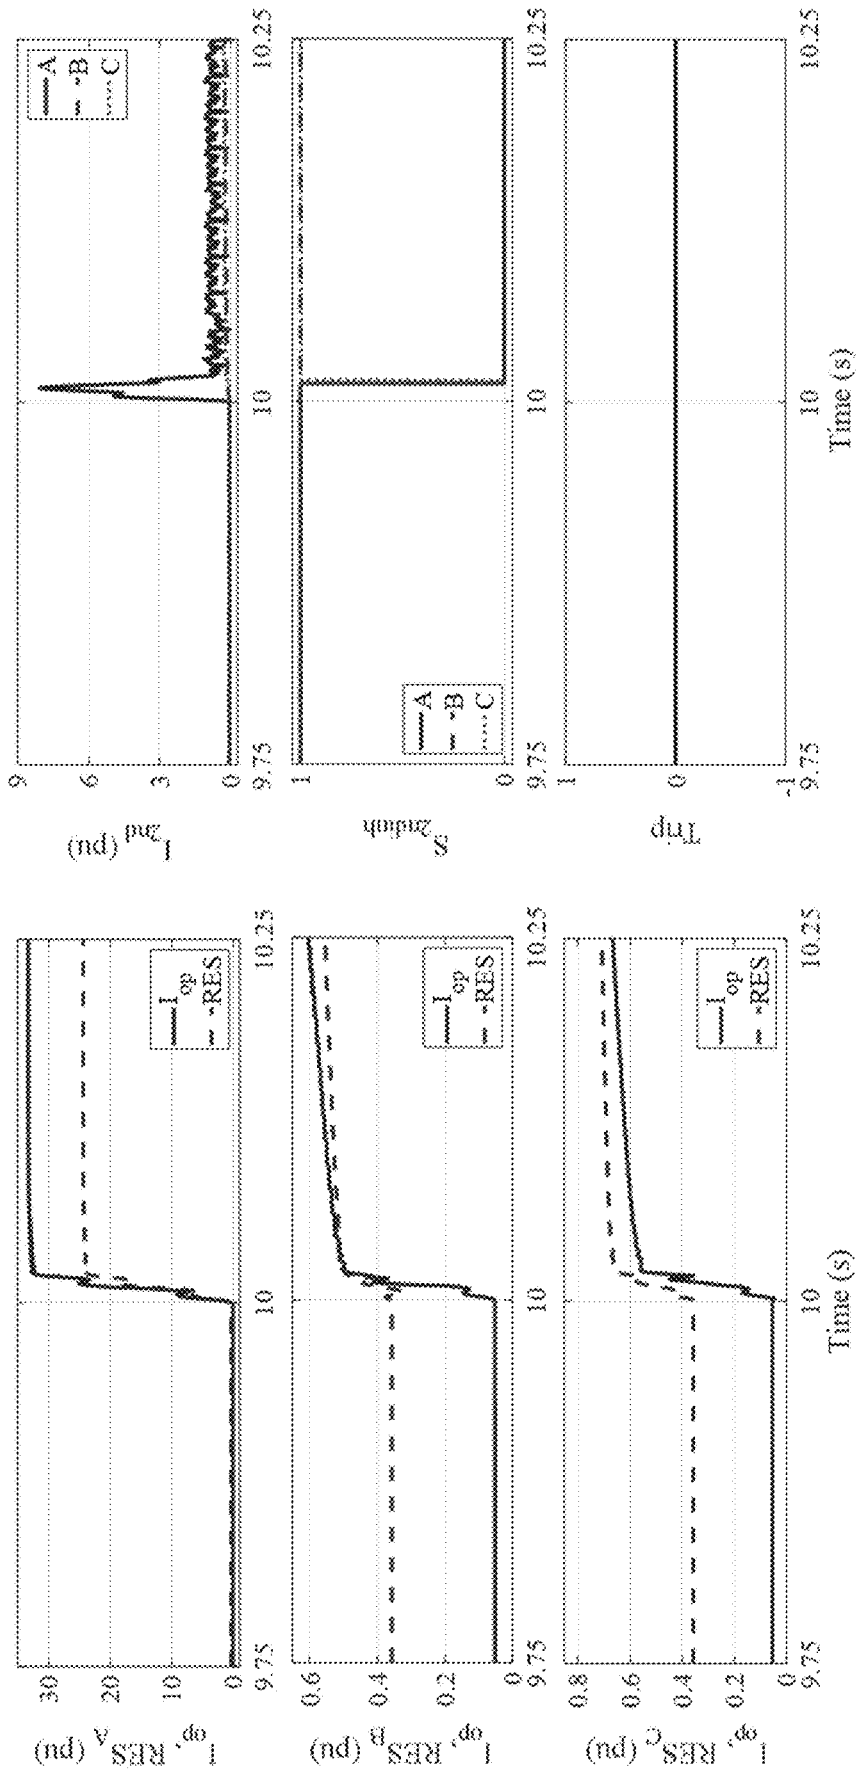 I_op, RES_A (pu)
30
20
10
0
9.75
10
10.25
I_op
RES
I_op, RES_B (pu)
0.6
0.4
0.2
0
9.75
10
10.25
I_op
RES
I_op, RES_C (pu)
0.8
0.6
0.4
0.2
0
9.75
10
10.25
Time (s)
I_op
RES
I_2nd (pu)
9
6
3
0
9.75
10
10.25
A
B
C
S_2ndinh
1
0
9.75
10
10.25
A
B
C
Trip
1
0
-1
9.75
10
10.25
Time (s)